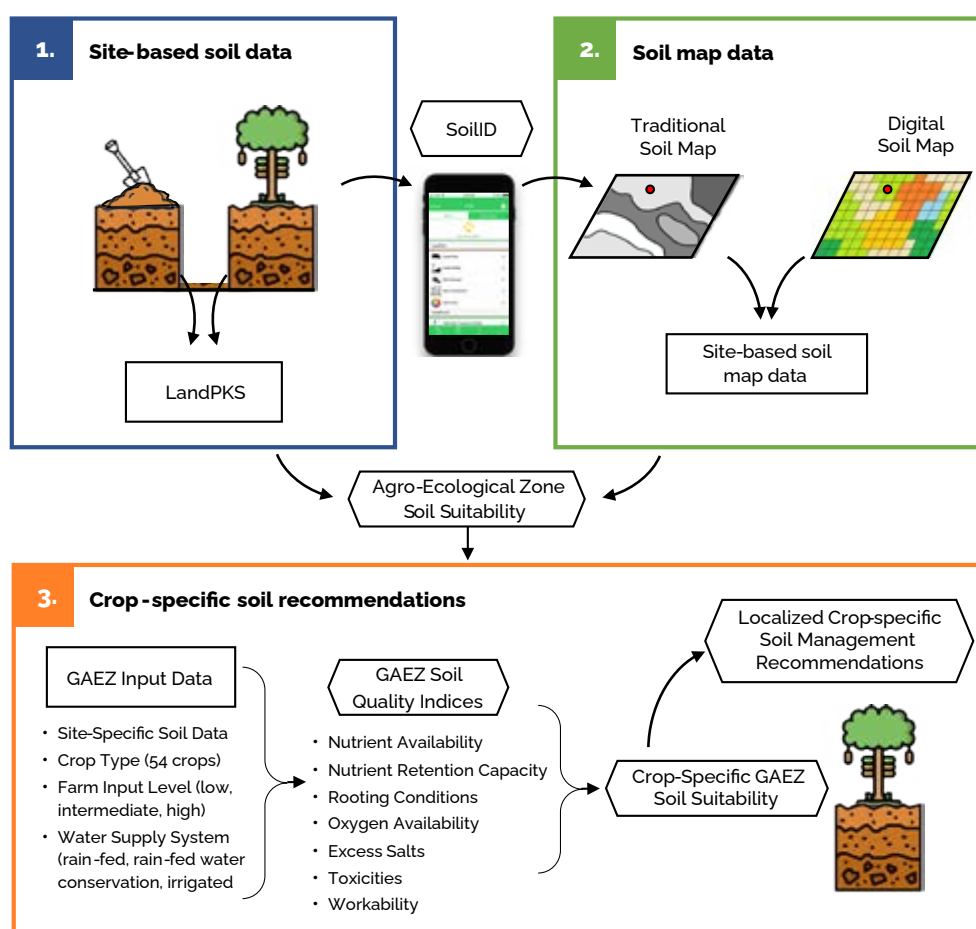 1.
Site-based soil data
LandPKS
SoilID
2.
Soil map data
Traditional
Soil Map
Digital
Soil Map
Site-based soil
map data
Agro-Ecological Zone
Soil Suitability
3.
Crop-specific soil recommendations
GAEZ Input Data
• Site-Specific Soil Data
• Crop Type (54 crops)
• Farm Input Level (low,
intermediate, high)
• Water Supply System
(rain-fed, rain-fed water
conservation, irrigated
GAEZ Soil
Quality Indices
• Nutrient Availability
• Nutrient Retention Capacity
• Rooting Conditions
• Oxygen Availability
• Excess Salts
• Toxicities
• Workability
Crop-Specific GAEZ
Soil Suitability
Localized Crop-specific
Soil Management
Recommendations